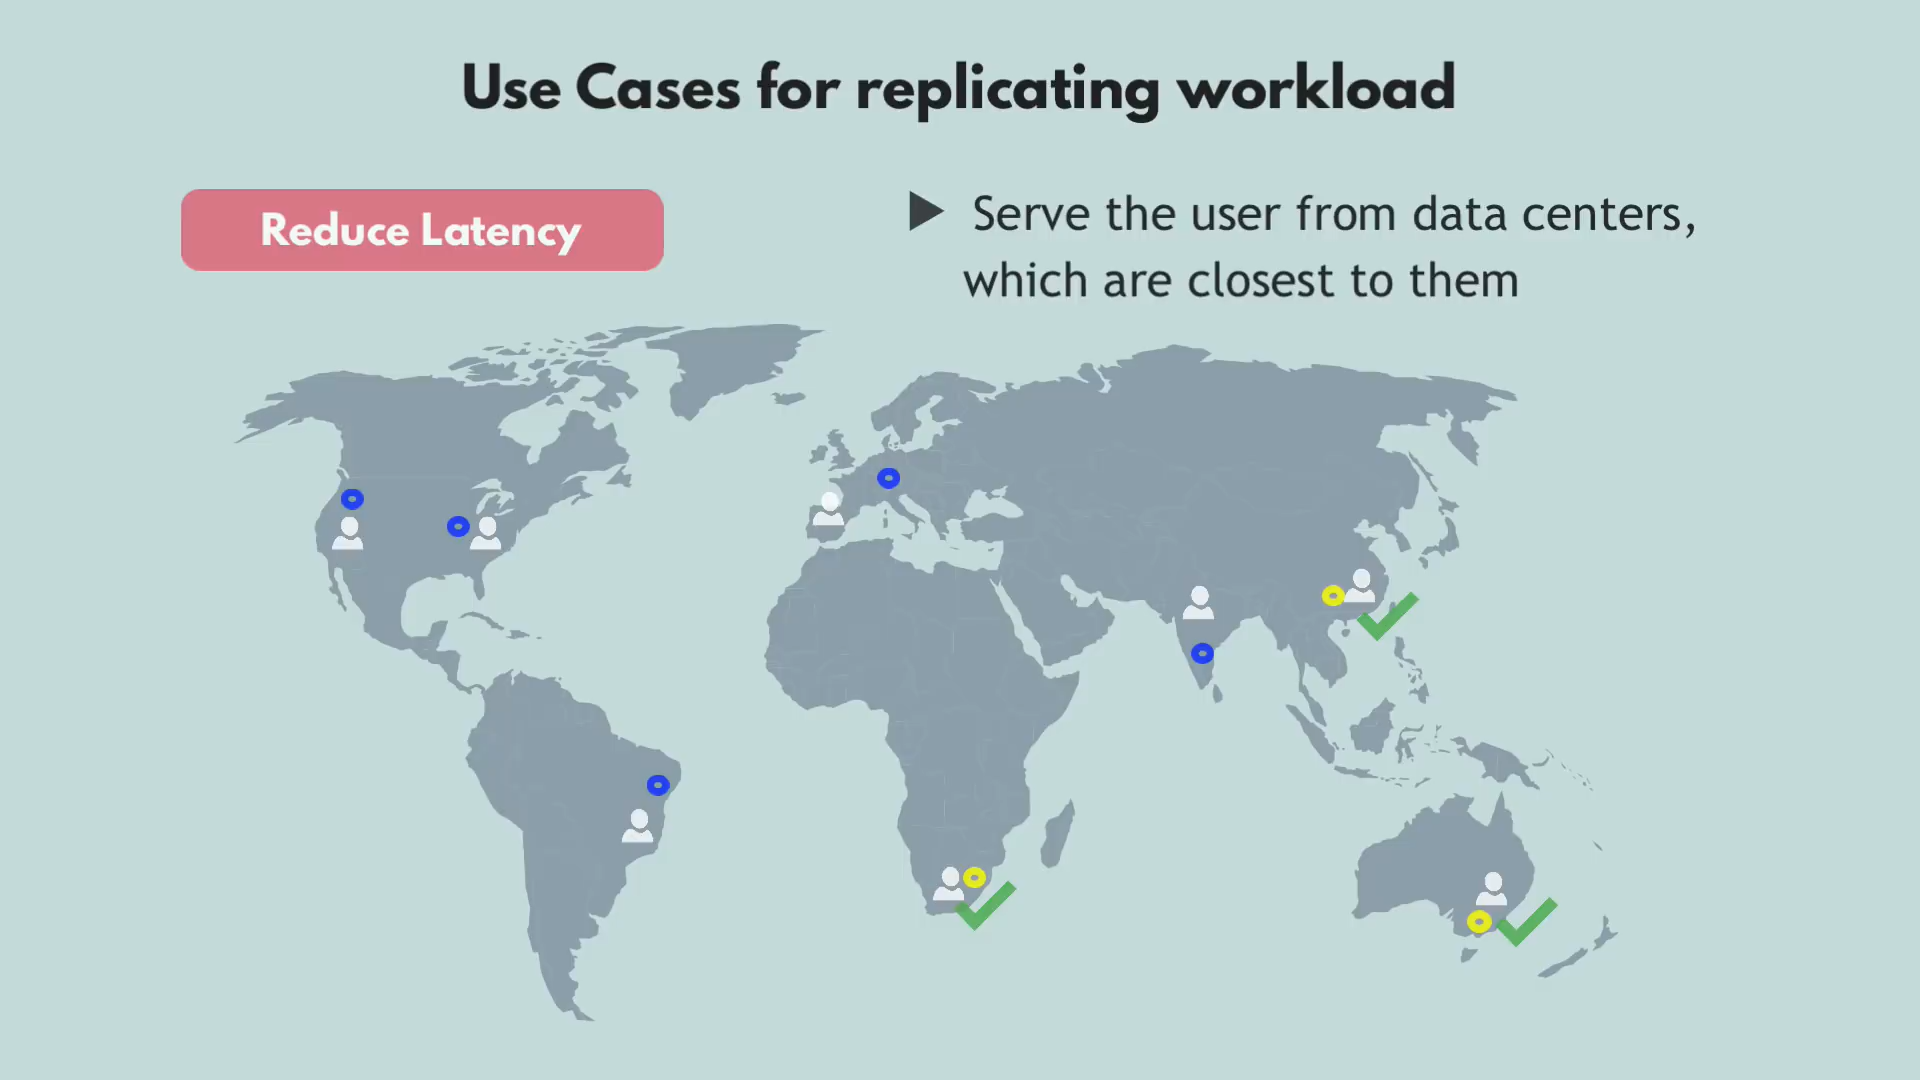 Use Cases for replicating workload
Reduce Latency
Serve the user from data centers,
which are closest to them